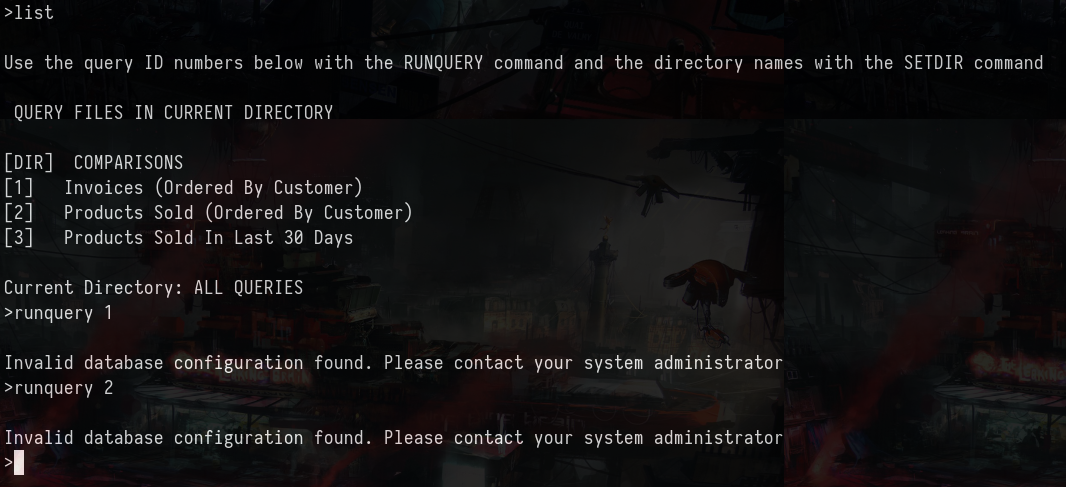 >list
Use the query ID numbers below with the RUNQUERY command and the directory names with the SETDIR command
QUERY FILES IN CURRENT DIRECTORY
[DIR]  COMPARISONS
[1]   Invoices (Ordered By Customer)
[2]   Products Sold (Ordered By Customer)
[3]   Products Sold In Last 30 Days
Current Directory: ALL QUERIES
>runquery 1
Invalid database configuration found. Please contact your system administrator
>runquery 2
Invalid database configuration found. Please contact your system administrator
>